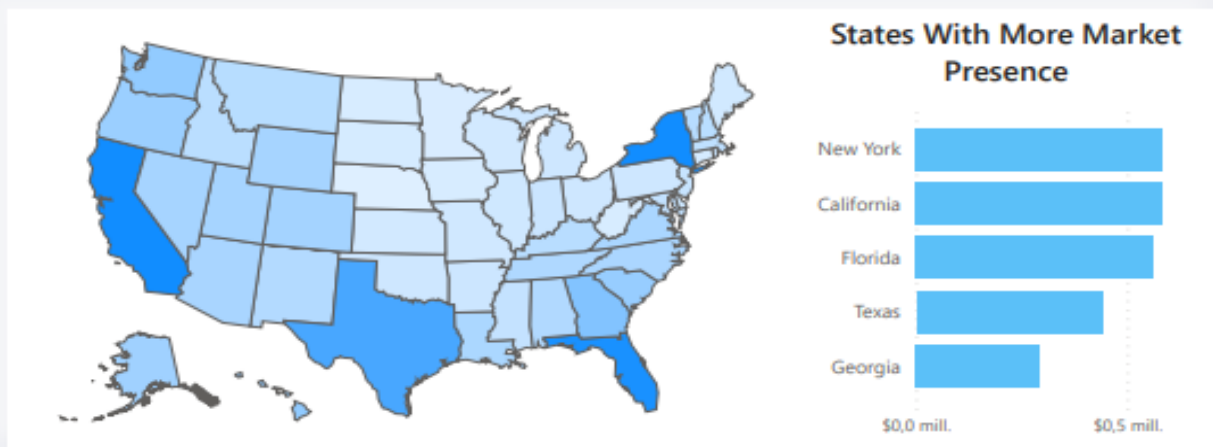 States With More Market
Presence
New York
California
Florida
Texas
Georgia
$0,0 mill.
$0,5 mill.